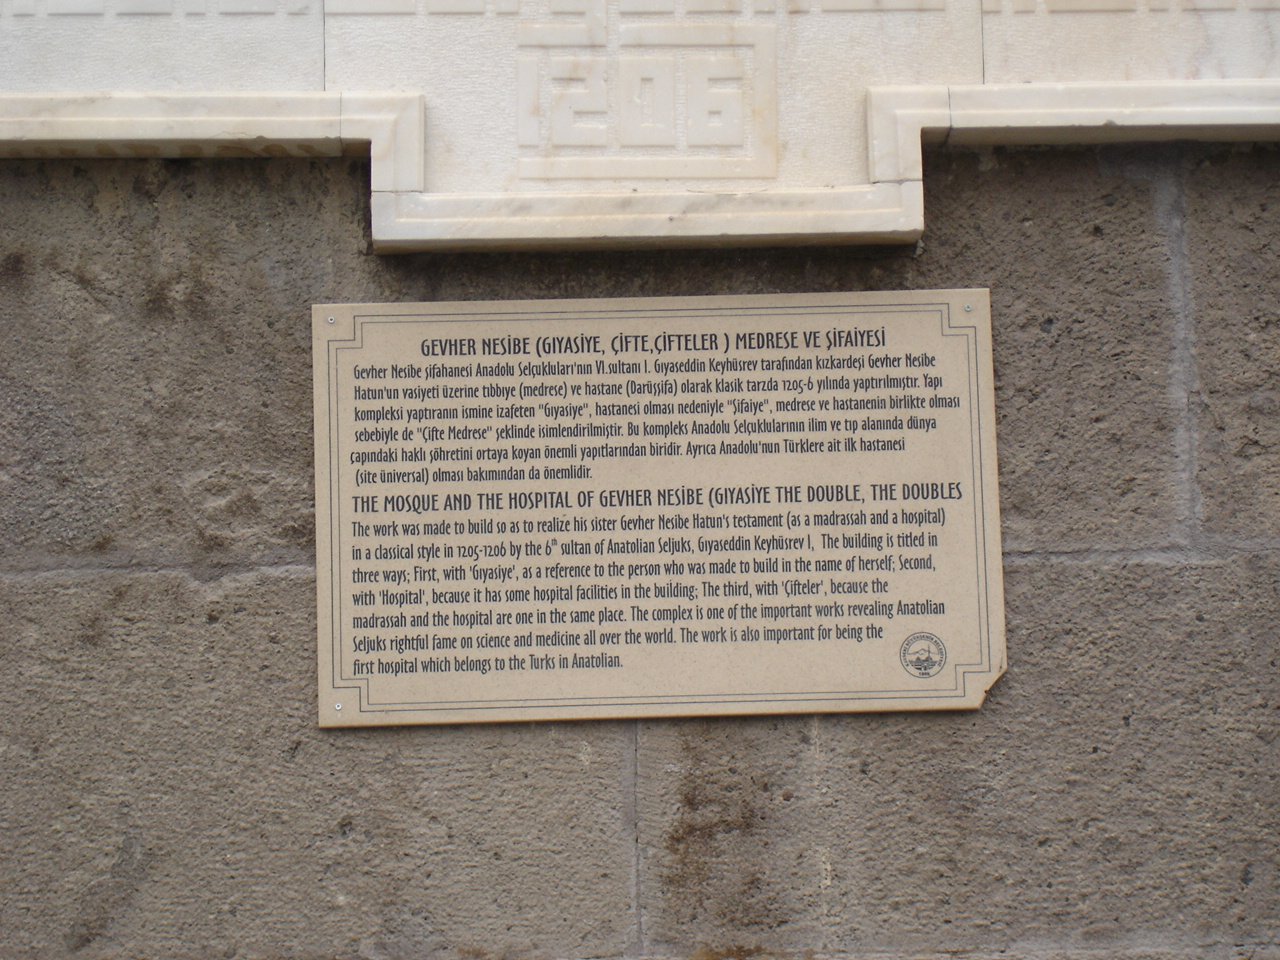 GEVHER NESİBE (GIYASİYE, ÇİFTE,ÇİFTELER ) MEDRESE VE ŞİFAİYESİ
Gevher Nesibe şifahanesi Anadolu Selçukluları'nın VI.sultanı I. Gıyaseddin Keyhüsrev tarafından kızkardeşi Gevher Nesibe
Hatun'un vasiyeti üzerine tıbbiye (medrese) ve hastane (Darüşşifa) olarak klasik tarzda 1205-6 yılında yaptırılmıştır. Yapı
kompleksi yaptıranın ismine izafeten "Gıyasiye", hastanesi olması nedeniyle "Şifaiye", medrese ve hastanenin birlikte olması
sebebiyle de "Çifte Medrese" şeklinde isimlendirilmiştir. Bu kompleks Anadolu Selçuklularının ilim ve tıp alanında dünya
çapındaki haklı şöhretini ortaya koyan önemli yapıtlarından biridir. Ayrıca Anadolu'nun Türklere ait ilk hastanesi
(site üniversal) olması bakımından da önemlidir.
THE MOSQUE AND THE HOSPITAL OF GEVHER NESİBE (GIYASİYE THE DOUBLE, THE DOUBLES
The work was made to build so as to realize his sister Gevher Nesibe Hatun's testament (as a madrassah and a hospital)
in a classical style in 1205-1206 by the 6th sultan of Anatolian Seljuks, Gıyaseddin Keyhüsrev I. The building is titled in
three ways; First, with 'Gıyasiye', as a reference to the person who was made to build in the name of herself; Second,
with 'Hospital', because it has some hospital facilities in the building; The third, with 'Çifteler', because the
madrassah and the hospital are in the same place. The complex is one of the important works revealing Anatolian
Seljuks rightful fame on science and medicine all over the world. The work is also important for being the
first hospital which belongs to the Turks in Anatolian.